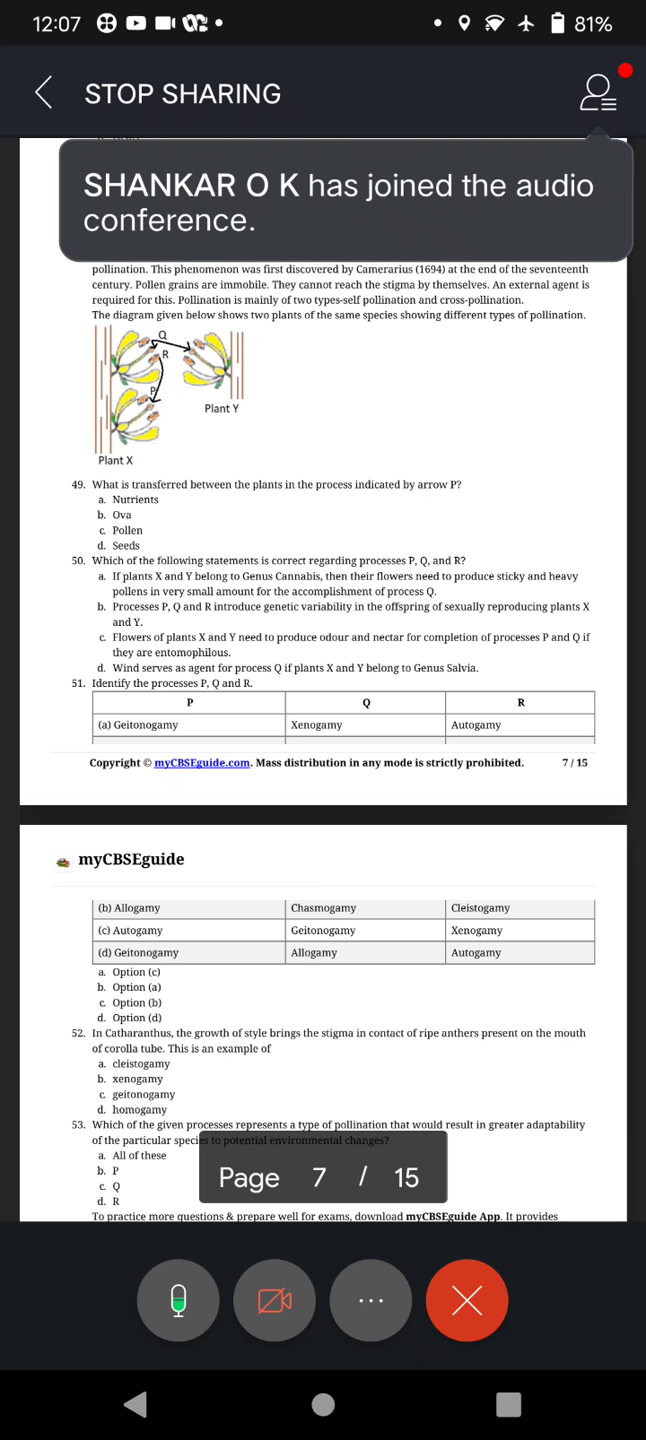 12:07
81%
STOP SHARING
SHANKAR O K has joined the audio
conference.
pollination. This phenomenon was first discovered by Camerarius (1694) at the end of the seventeenth
century. Pollen grains are immobile. They cannot reach the stigma by themselves. An external agent is
required for this. Pollination is mainly of two types-self pollination and cross-pollination.
The diagram given below shows two plants of the same species showing different types of pollination.
Q
R
P
Plant Y
Plant X
49. What is transferred between the plants in the process indicated by arrow P?
a. Nutrients
b. Ova
c. Pollen
d. Seeds
50. Which of the following statements is correct regarding processes P, Q, and R?
a. If plants X and Y belong to Genus Cannabis, then their flowers need to produce sticky and heavy
pollens in very small amount for the accomplishment of process Q.
b. Processes P, Q and R introduce genetic variability in the offspring of sexually reproducing plants X
and Y.
c. Flowers of plants X and Y need to produce odour and nectar for completion of processes P and Q if
they are entomophilous.
d. Wind serves as agent for process Q if plants X and Y belong to Genus Salvia.
51. Identify the processes P, Q and R.
P Q R
(a) Geitonogamy Xenogamy Autogamy
Copyright © myCBSEguide.com. Mass distribution in any mode is strictly prohibited. 7 / 15
myCBSEguide
(b) Allogamy Chasmogamy Cleistogamy
(c) Autogamy Geitonogamy Xenogamy
(d) Geitonogamy Allogamy Autogamy
a. Option (c)
b. Option (a)
c. Option (b)
d. Option (d)
52. In Catharanthus, the growth of style brings the stigma in contact of ripe anthers present on the mouth
of corolla tube. This is an example of
a. cleistogamy
b. xenogamy
c. geitonogamy
d. homogamy
53. Which of the given processes represents a type of pollination that would result in greater adaptability
of the particular species to potential environmental changes?
a. All of these
b. P
c. Q
d. R
Page 7 / 15
To practice more questions & prepare well for exams, download myCBSEguide App. It provides